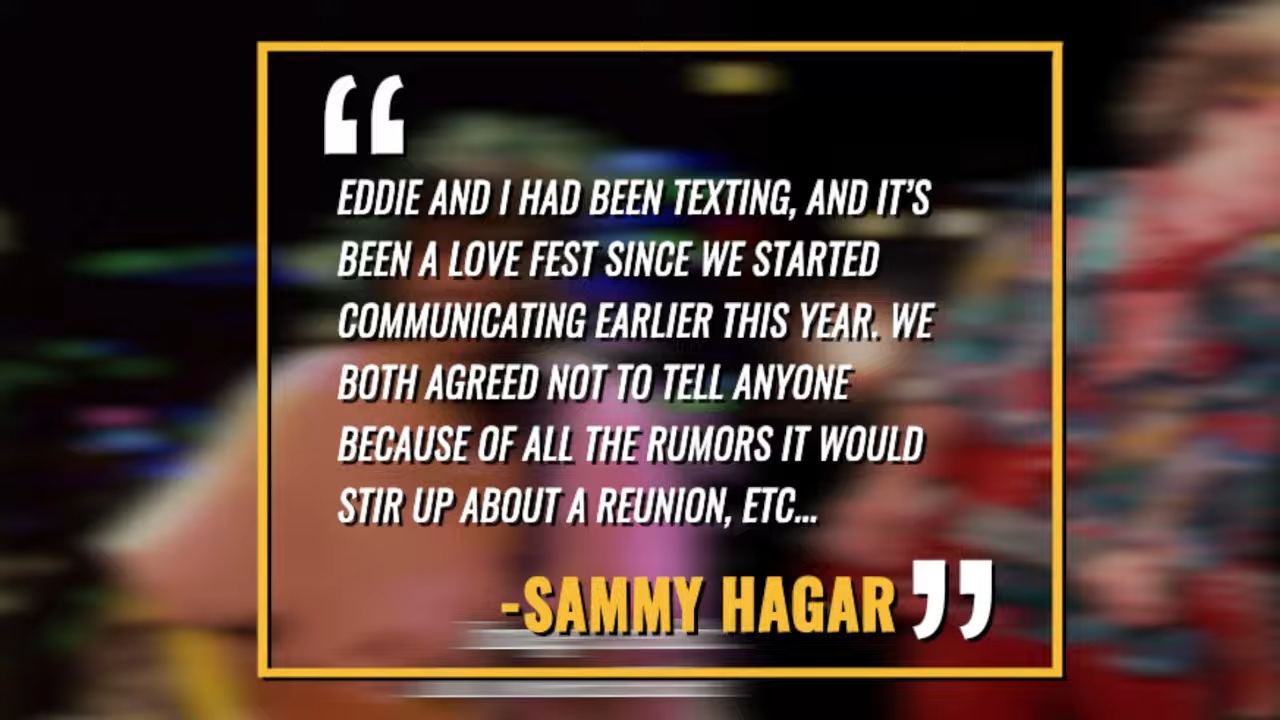 “
EDDIE AND I HAD BEEN TEXTING, AND IT’S
BEEN A LOVE FEST SINCE WE STARTED
COMMUNICATING EARLIER THIS YEAR. WE
BOTH AGREED NOT TO TELL ANYONE
BECAUSE OF ALL THE RUMORS IT WOULD
STIR UP ABOUT A REUNION, ETC...
-SAMMY HAGAR ”